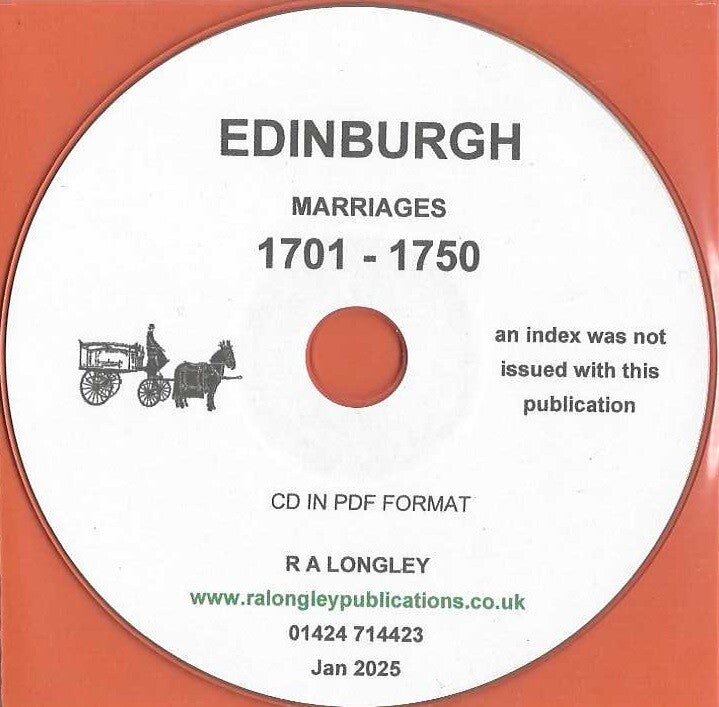 EDINBURGH
MARRIAGES
1701 - 1750
an index was not
issued with this
publication
CD IN PDF FORMAT
R A LONGLEY
www.ralongleypublications.co.uk
01424 714423
Jan 2025